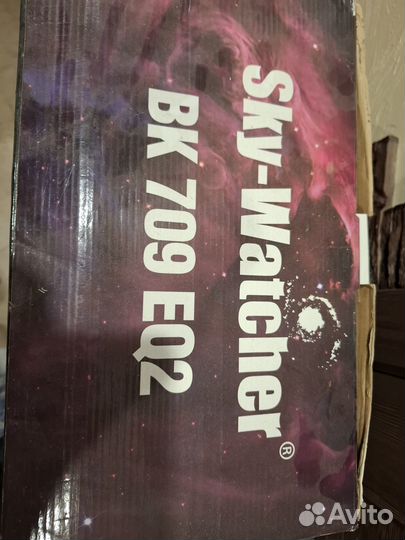 Sky-Watcher®
BK 709 EQ2
Avito